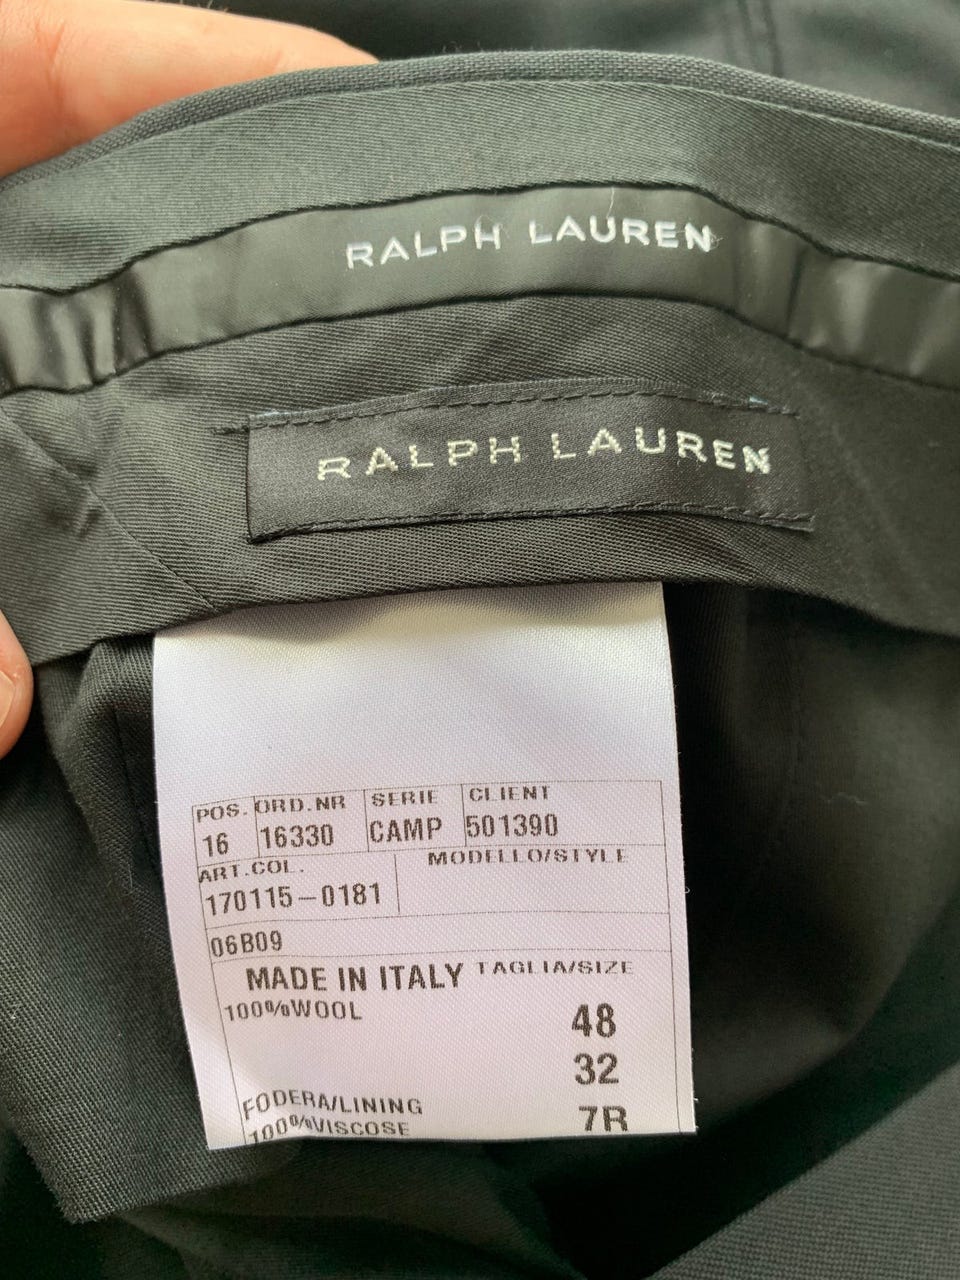 RALPH LAUREN
RALPH LAUREN
POS. ORD.NR SERIE CLIENT
16 16330 CAMP 501390
ART.COL. MODELLO/STYLE
170115-0181
06B09
MADE IN ITALY TAGLIA/SIZE
100%WOOL 48
32
FODERA/LINING 7R
100%VISCOSE